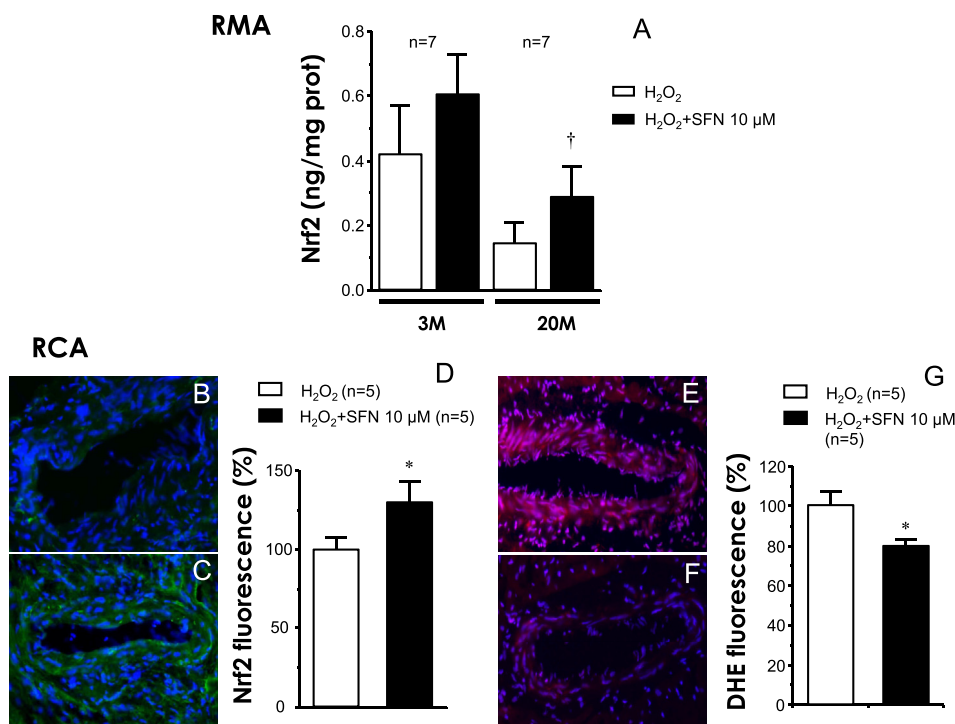 RMA
A
Nrf2 (ng/mg prot)
0.8
0.6
0.4
0.2
0.0
n=7
n=7
†
3M
20M
H₂O₂
H₂O₂+SFN 10 µM
RCA
B
C
D
H₂O₂ (n=5)
H₂O₂+SFN 10 µM (n=5)
Nrf2 fluorescence (%)
150
100
50
0
*
E
F
G
H₂O₂ (n=5)
H₂O₂+SFN 10 µM
(n=5)
DHE fluorescence (%)
120
100
80
60
40
20
0
*